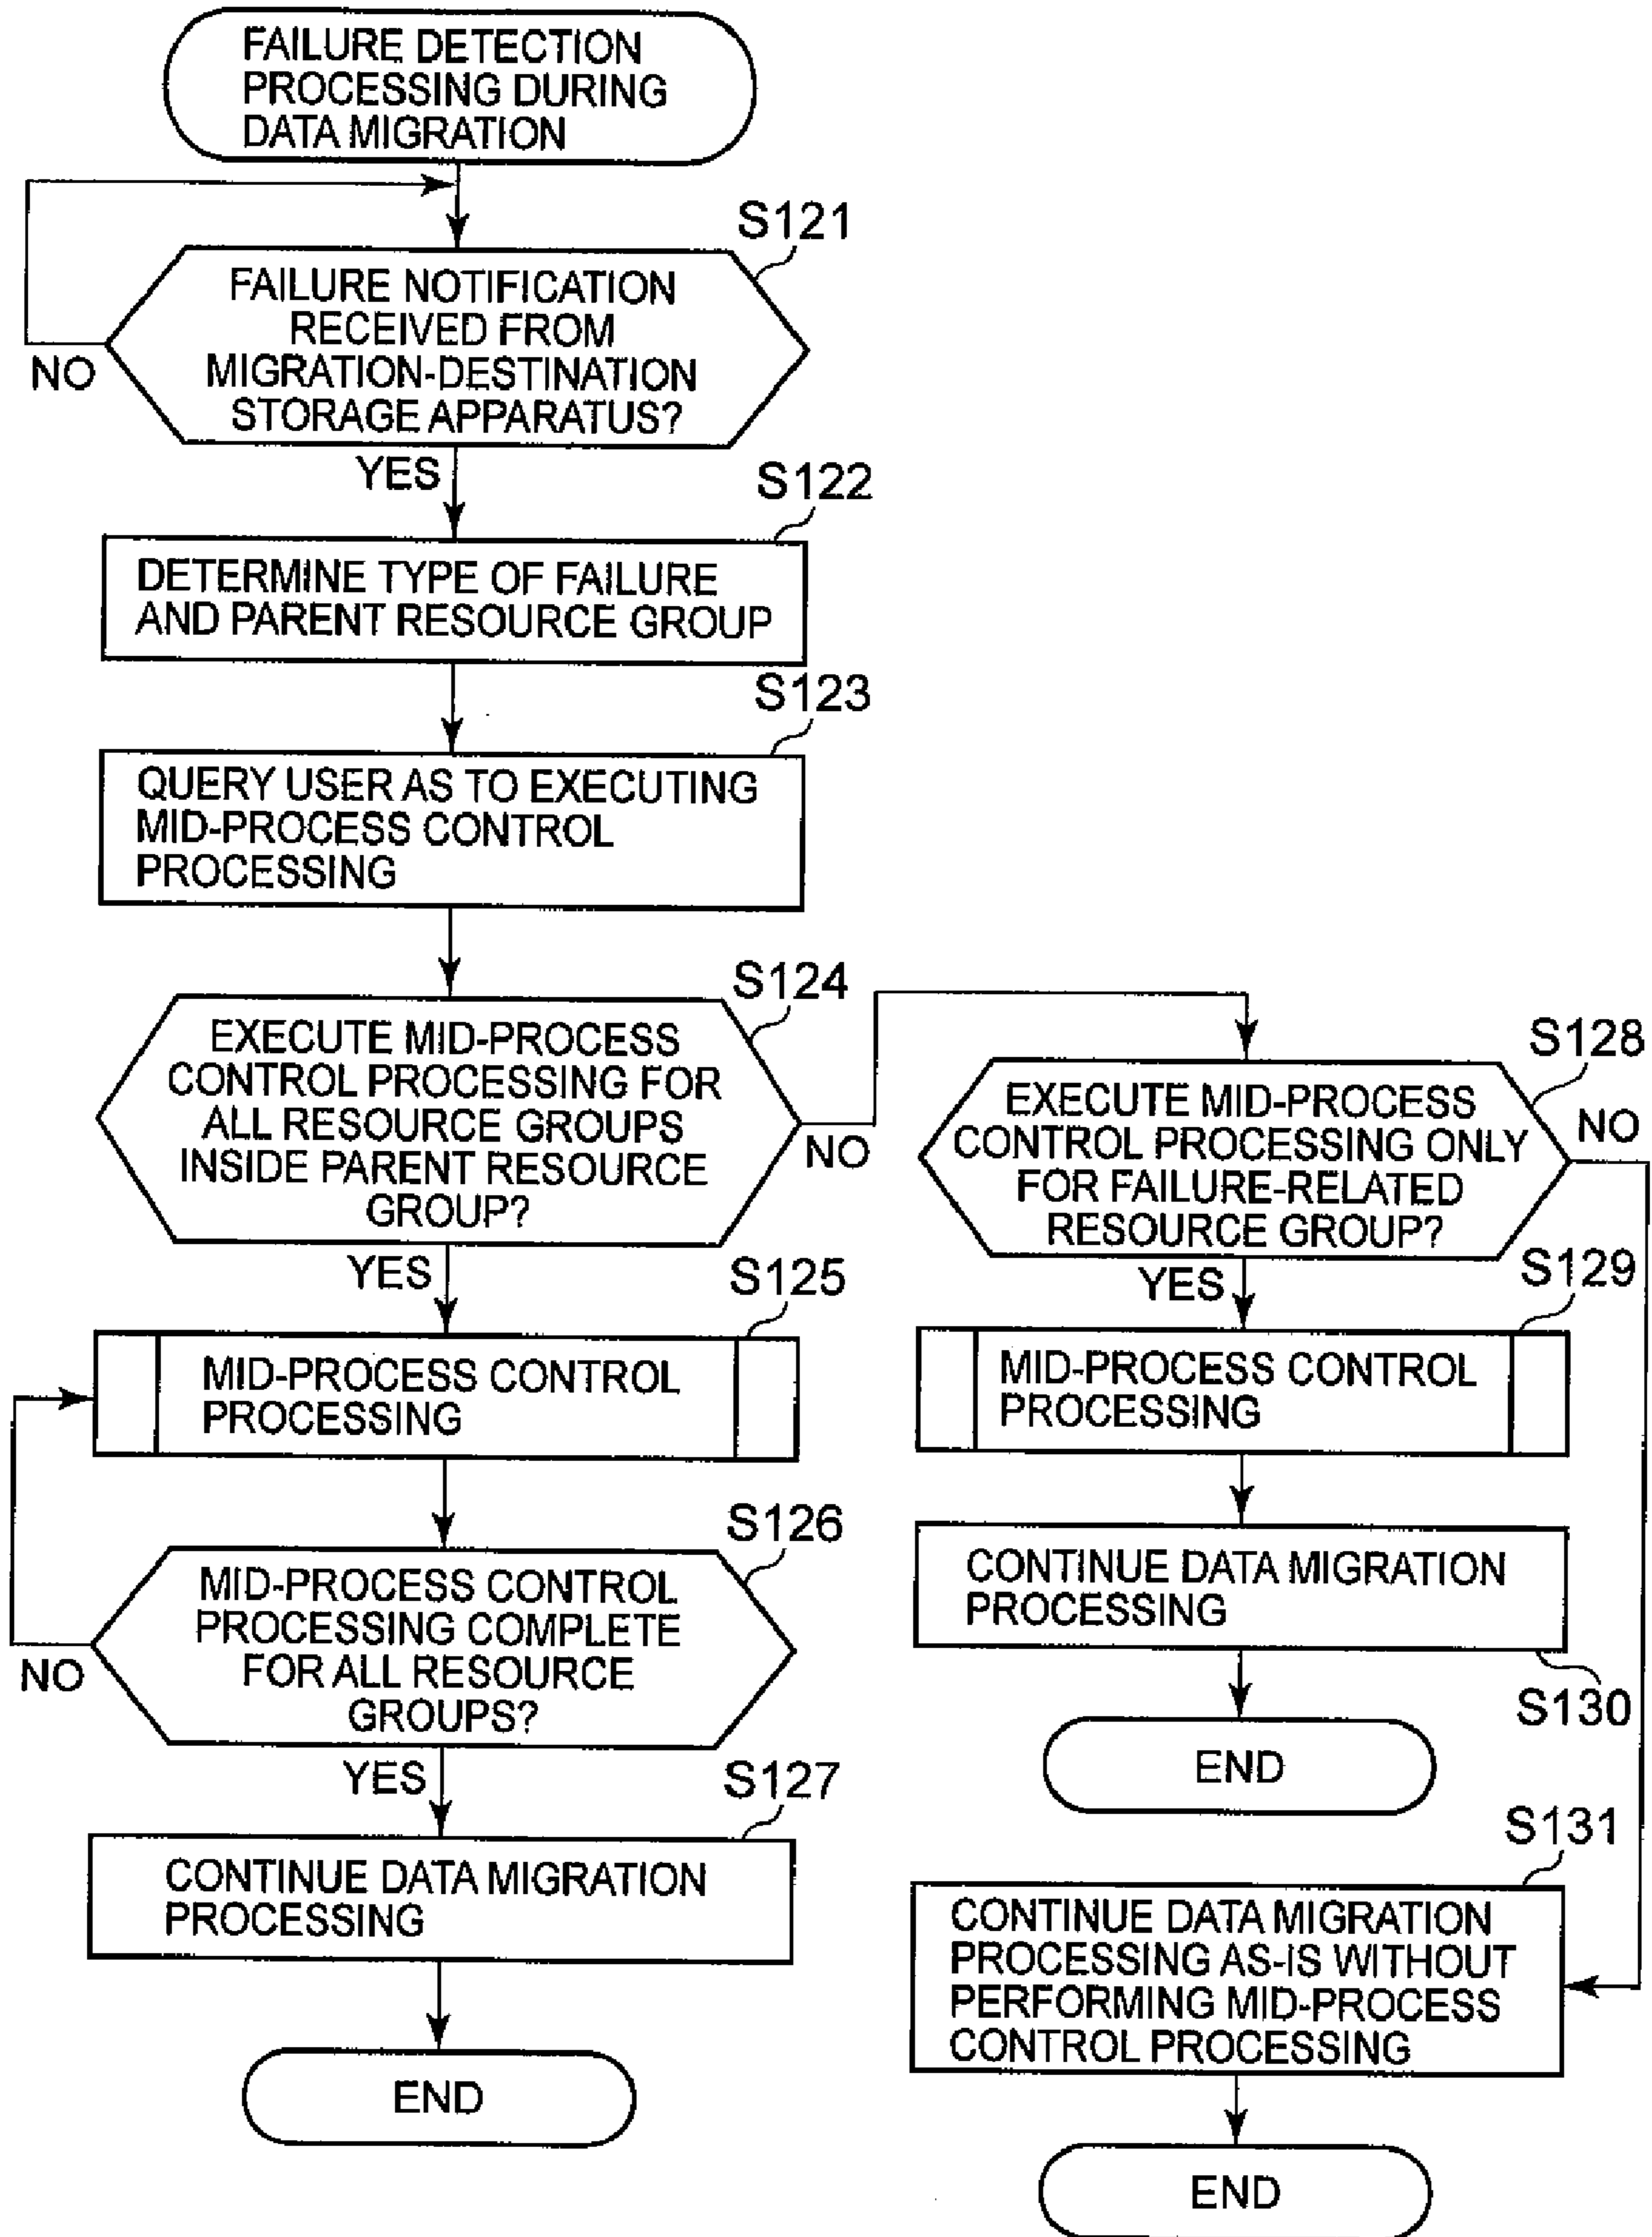 FAILURE DETECTION
PROCESSING DURING
DATA MIGRATION
S121
FAILURE NOTIFICATION
RECEIVED FROM
MIGRATION-DESTINATION
STORAGE APPARATUS?
NO
YES
S122
DETERMINE TYPE OF FAILURE
AND PARENT RESOURCE GROUP
S123
QUERY USER AS TO EXECUTING
MID-PROCESS CONTROL
PROCESSING
S124
EXECUTE MID-PROCESS
CONTROL PROCESSING FOR
ALL RESOURCE GROUPS
INSIDE PARENT RESOURCE
GROUP?
NO
YES
S125
MID-PROCESS CONTROL
PROCESSING
S126
MID-PROCESS CONTROL
PROCESSING COMPLETE
FOR ALL RESOURCE
GROUPS?
NO
YES
S127
CONTINUE DATA MIGRATION
PROCESSING
END
S128
EXECUTE MID-PROCESS
CONTROL PROCESSING ONLY
FOR FAILURE-RELATED
RESOURCE GROUP?
NO
YES
S129
MID-PROCESS CONTROL
PROCESSING
CONTINUE DATA MIGRATION
PROCESSING
S130
END
S131
CONTINUE DATA MIGRATION
PROCESSING AS-IS WITHOUT
PERFORMING MID-PROCESS
CONTROL PROCESSING
END